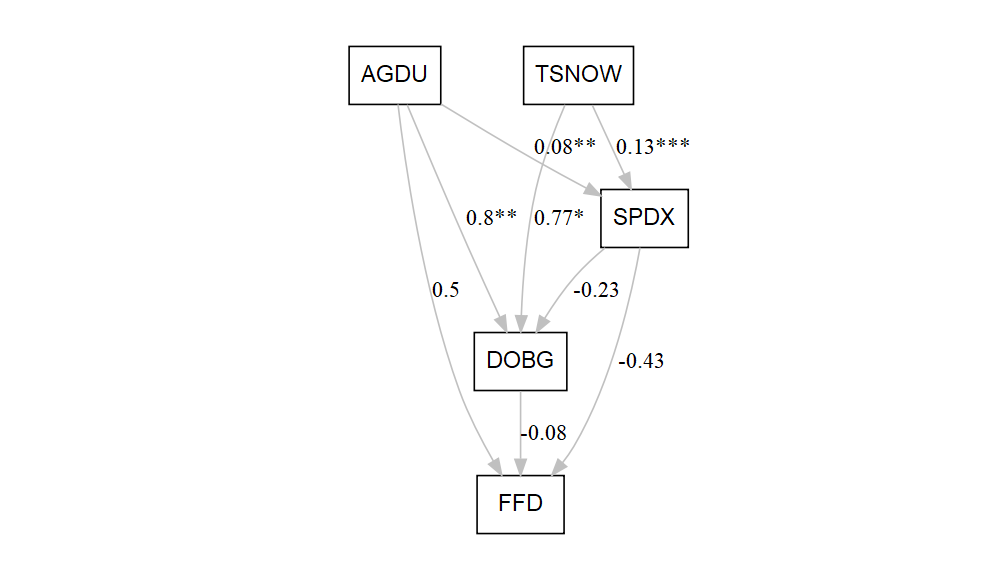 AGDU
TSNOW
0.08**
0.13***
0.8**
0.77*
SPDX
0.5
-0.23
DOBG
-0.43
-0.08
FFD